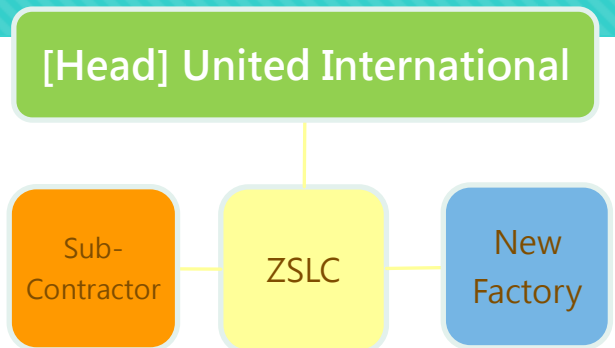 [Head] United International
Sub-
Contractor
ZSLC
New
Factory